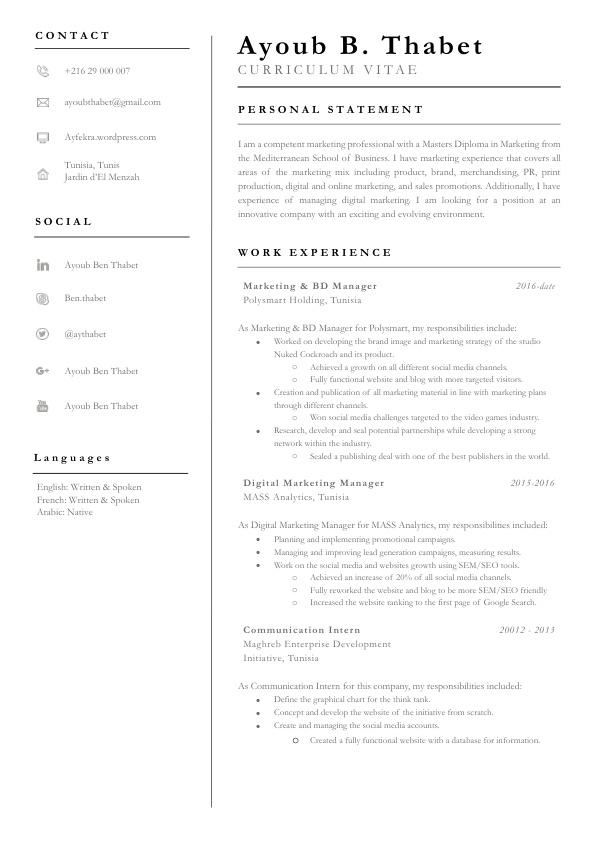 CONTACT
+216 29 000 007
ayoubthabet@gmail.com
Ayfekra.wordpress.com
Tunisia, Tunis
Jardin d'El Menzah
SOCIAL
Ayoub Ben Thabet
Ben.thabet
@aythabet
Ayoub Ben Thabet
Ayoub Ben Thabet
Languages
English: Written & Spoken
French: Written & Spoken
Arabic: Native
Ayoub B. Thabet
CURRICULUM VITAE
PERSONAL STATEMENT
I am a competent marketing professional with a Masters Diploma in Marketing from
the Mediterranean School of Business. I have marketing experience that covers all
areas of the marketing mix including product, brand, merchandising, PR, print
production, digital and online marketing, and sales promotions. Additionally, I have
experience of managing digital marketing. I am looking for a position at an
innovative company with an exciting and evolving environment.
WORK EXPERIENCE
Marketing & BD Manager 2016-date
Polysmart Holding, Tunisia
As Marketing & BD Manager for Polysmart, my responsibilities include:
• Worked on developing the brand image and marketing strategy of the studio
Nuked Cockroach and its product.
○ Achieved a growth on all different social media channels.
○ Fully functional website and blog with more targeted visitors.
• Creation and publication of all marketing material in line with marketing plans
through different channels.
○ Won social media challenges targeted to the video games industry.
• Research, develop and seal potential partnerships while developing a strong
network within the industry.
○ Sealed a publishing deal with one of the best publishers in the world.
Digital Marketing Manager 2015-2016
MASS Analytics, Tunisia
As Digital Marketing Manager for MASS Analytics, my responsibilities included:
• Planning and implementing promotional campaigns.
• Managing and improving lead generation campaigns, measuring results.
• Work on the social media and websites growth using SEM/SEO tools.
○ Achieved an increase of 20% of all social media channels.
○ Fully reworked the website and blog to be more SEM/SEO friendly
○ Increased the website ranking to the first page of Google Search.
Communication Intern 20012 - 2013
Maghreb Enterprise Development
Initiative, Tunisia
As Communication Intern for this company, my responsibilities included:
• Define the graphical chart for the think tank.
• Concept and develop the website of the initiative from scratch.
• Create and managing the social media accounts.
○ Created a fully functional website with a database for information.